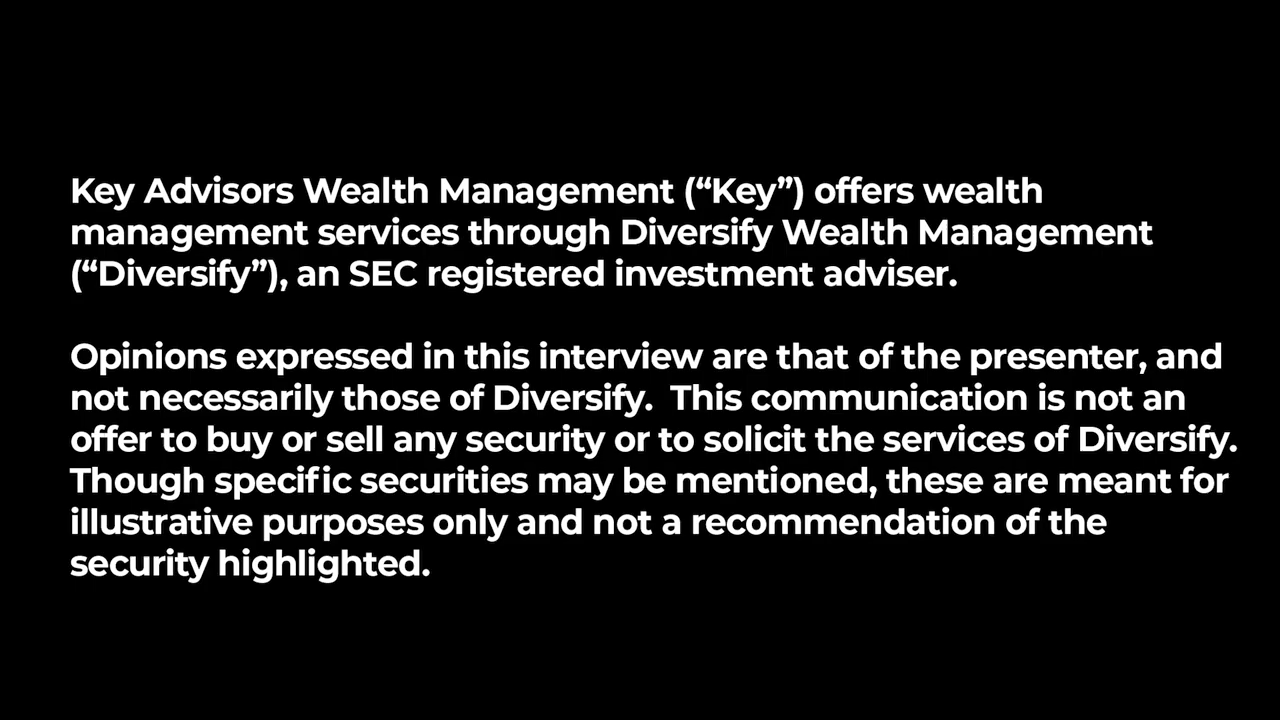 Key Advisors Wealth Management (“Key”) offers wealth
management services through Diversify Wealth Management
(“Diversify”), an SEC registered investment adviser.
Opinions expressed in this interview are that of the presenter, and
not necessarily those of Diversify.  This communication is not an
offer to buy or sell any security or to solicit the services of Diversify.
Though specific securities may be mentioned, these are meant for
illustrative purposes only and not a recommendation of the
security highlighted.